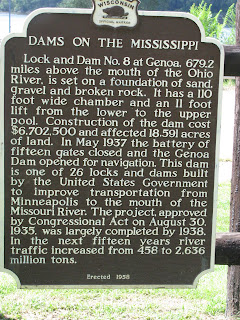 WISCONSIN
OFFICIAL MARKER
DAMS ON THE MISSISSIPPI
Lock and Dam No. 8 at Genoa, 679.2
miles above the mouth of the Ohio
River, is set on a foundation of sand,
gravel and broken rock. It has a 110
foot wide chamber and an 11 foot
lift from the lower to the upper
pool. Construction of the dam cost
$6,702,500 and affected 18,591 acres
of land. In May 1937 the battery of
fifteen gates closed and the Genoa
Dam opened for navigation. This dam
is one of 26 locks and dams built
by the United States Government
to improve transportation from
Minneapolis to the mouth of the
Missouri River. The project, approved
by Congressional Act on August 30,
1935, was largely completed by 1938.
In the next fifteen years river
traffic increased from 458 to 2,636
million tons.
Erected 1958